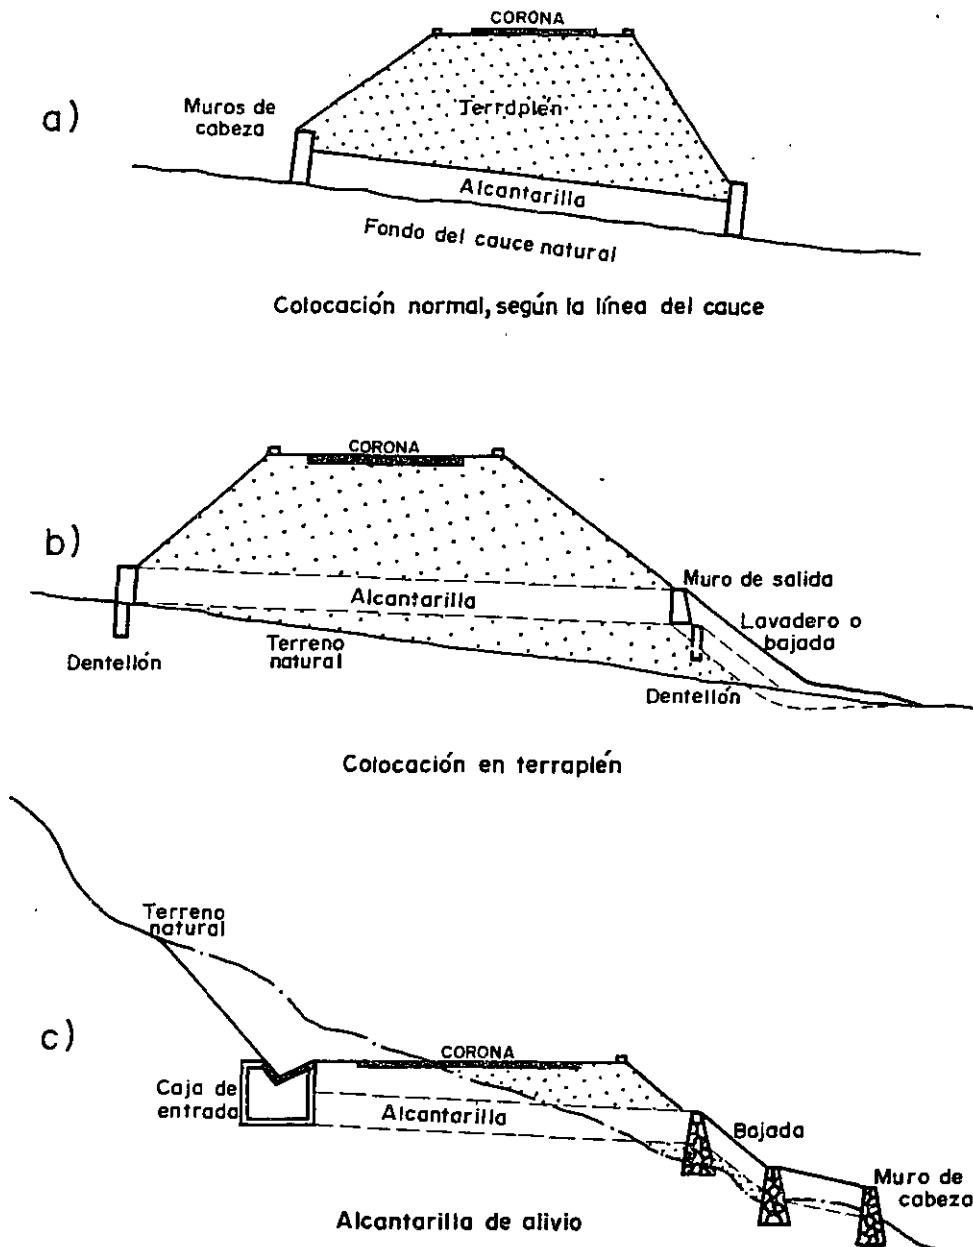 CORONA
a)
Muros de
cabeza
Terraplén
Alcantarilla
Fondo del cauce natural
Colocación normal, según la línea del cauce
CORONA
b)
Muro de salida
Alcantarilla
Lavadero o
bajada
Terreno
natural
Dentellón
Dentellón
Colocación en terraplén
Terreno
natural
c)
CORONA
Caja de
entrada
Alcantarilla
Bajada
Muro de
cabeza
Alcantarilla de alivio